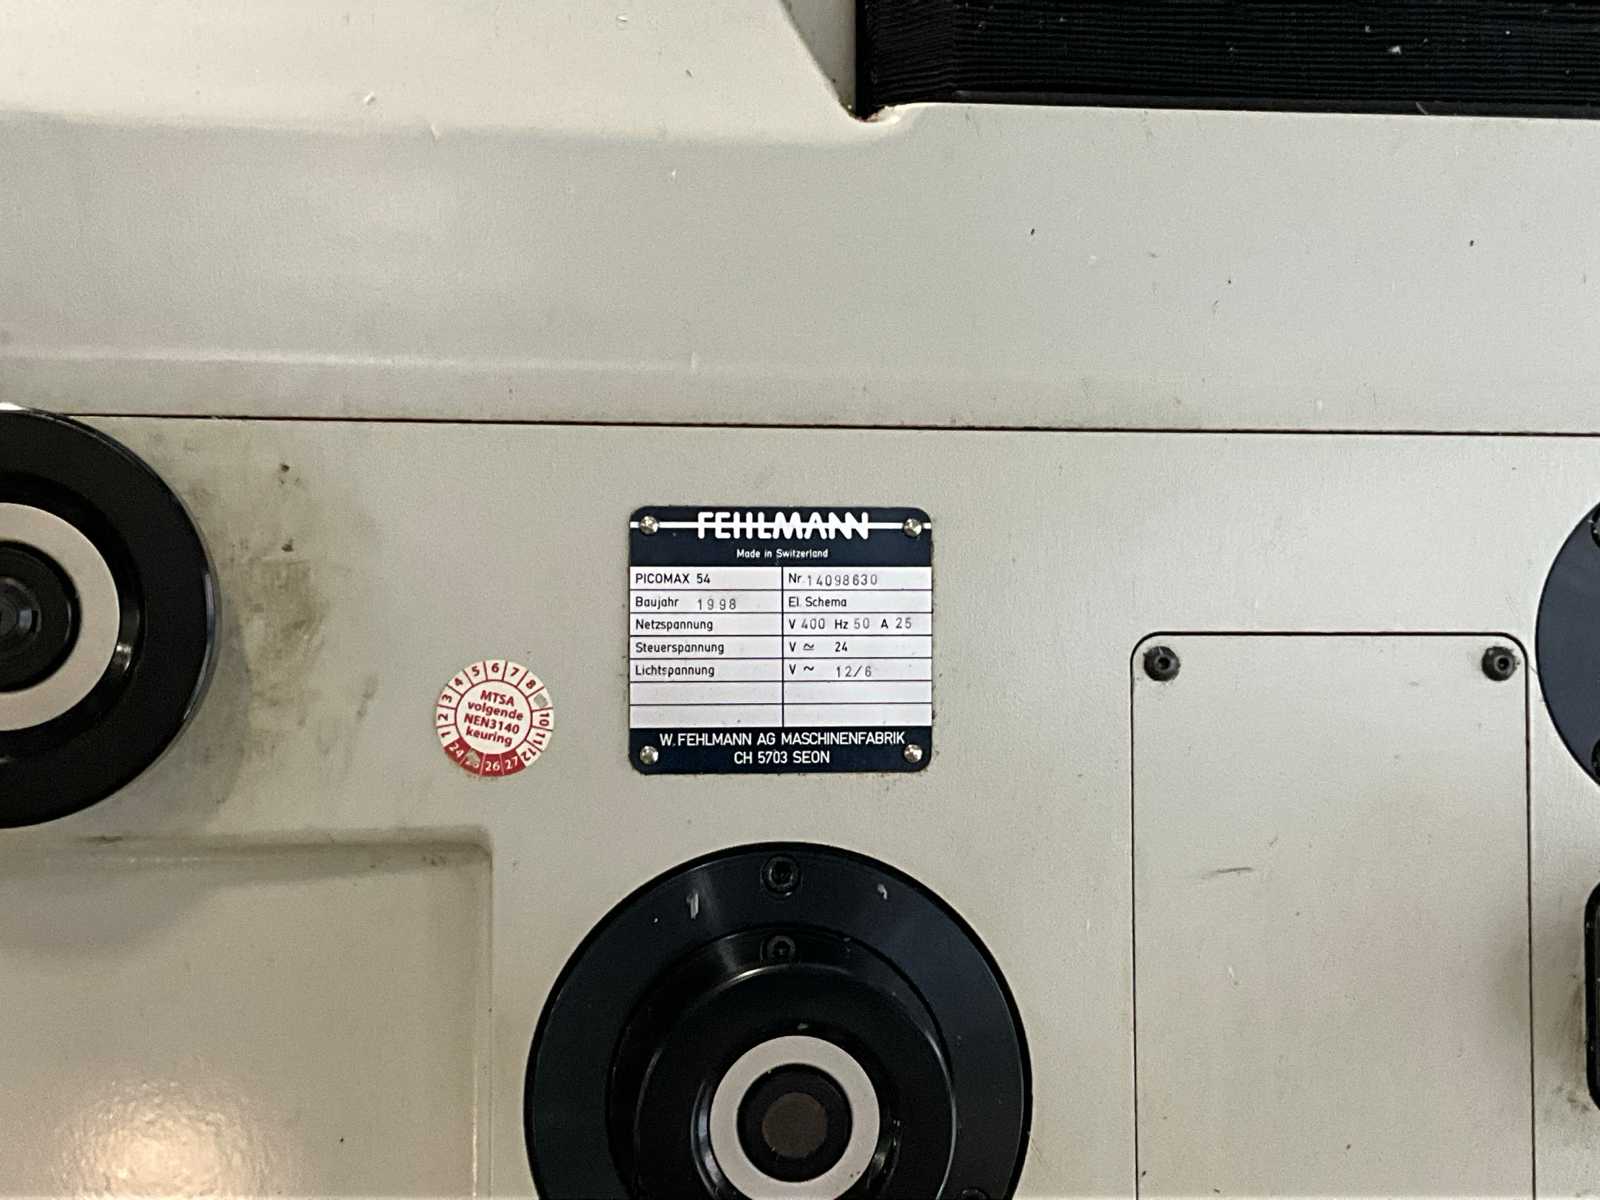 FEHLMANN
Made in Switzerland
PICOMAX 54 Nr. 14098630
Baujahr 1998 El. Schema
Netzspannung V 400 Hz 50 A 25
Steuerspannung V ≃ 24
Lichtspannung V ~ 12/6
W. FEHLMANN AG MASCHINENFABRIK
CH 5703 SEON
1 2 3 4 5 6 7 8 10 11 12
MTSA
volgende
NEN3140
keuring
24 26 27